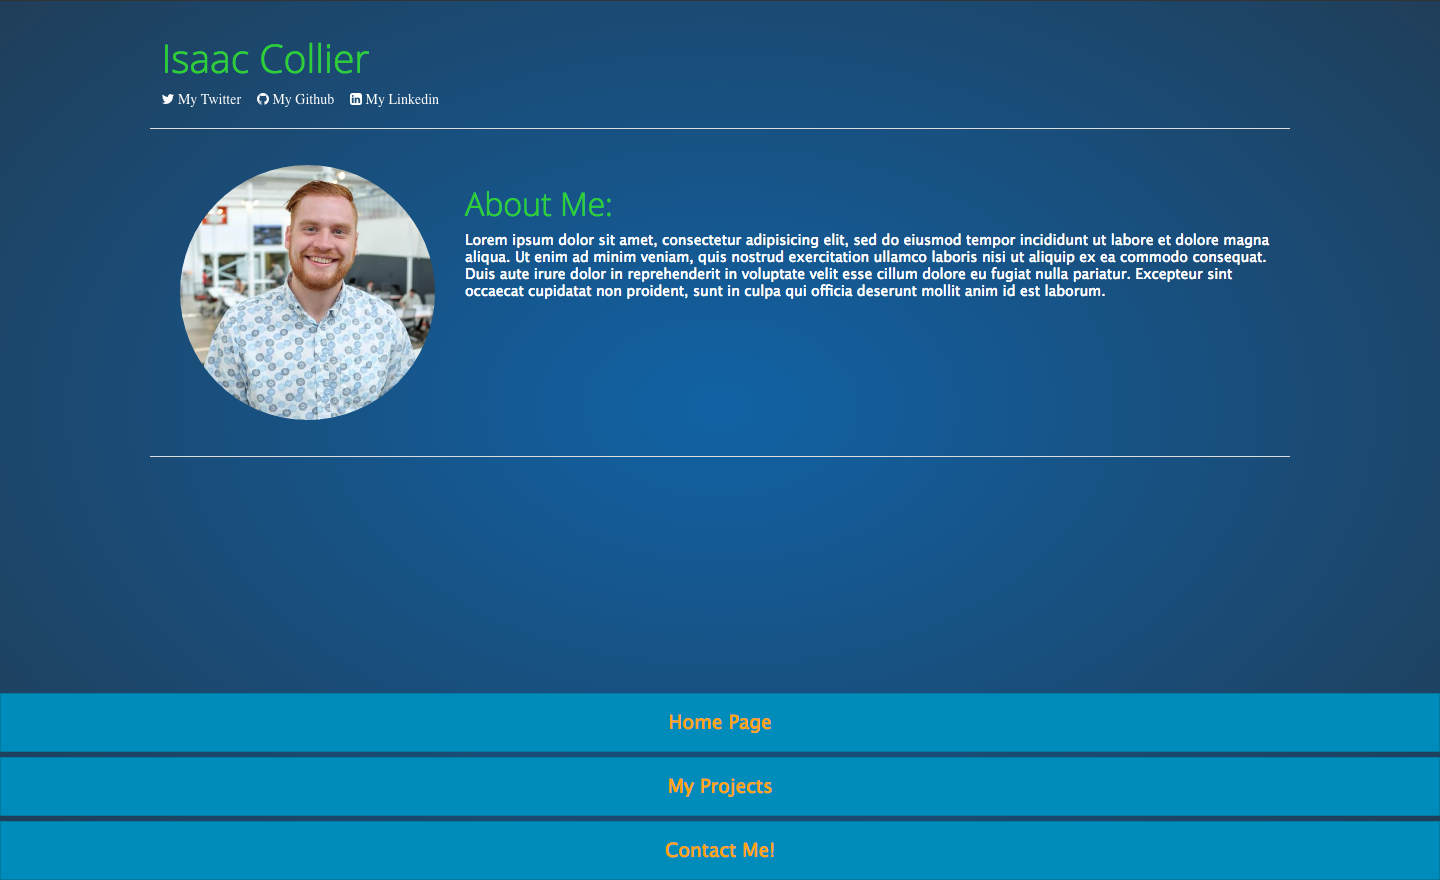 Isaac Collier
My Twitter My Github My Linkedin
About Me:
Lorem ipsum dolor sit amet, consectetur adipisicing elit, sed do eiusmod tempor incididunt ut labore et dolore magna
aliqua. Ut enim ad minim veniam, quis nostrud exercitation ullamco laboris nisi ut aliquip ex ea commodo consequat.
Duis aute irure dolor in reprehenderit in voluptate velit esse cillum dolore eu fugiat nulla pariatur. Excepteur sint
occaecat cupidatat non proident, sunt in culpa qui officia deserunt mollit anim id est laborum.
Home Page
My Projects
Contact Me!